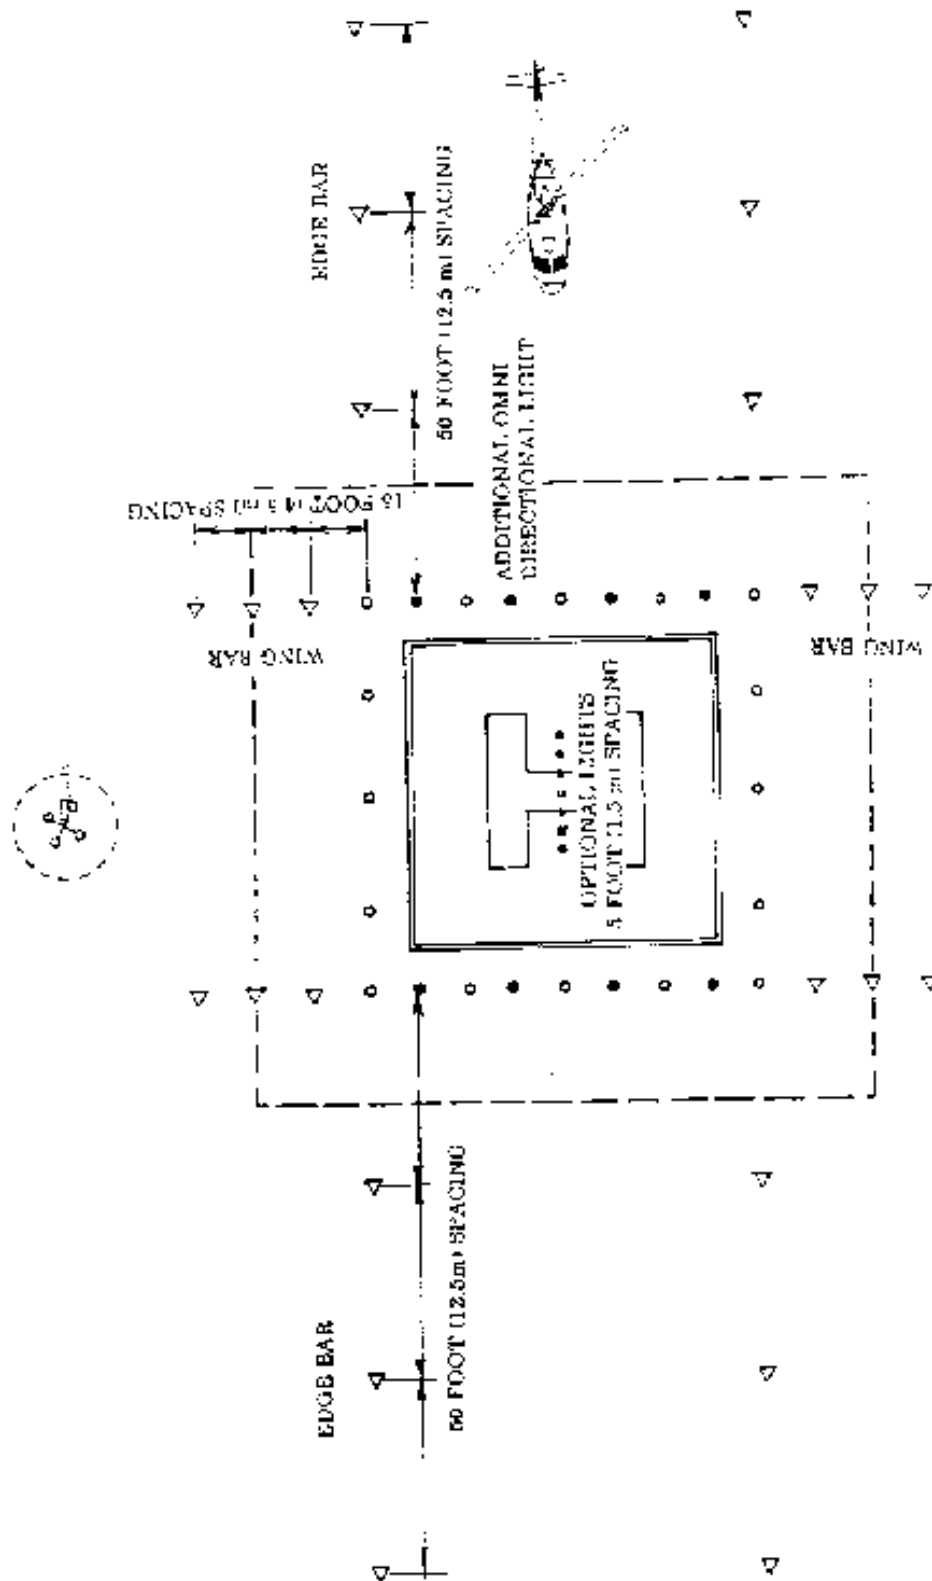 EDGE BAR
50 FOOT (12.5 m) SPACING
15 FOOT (4.5 m) SPACING
ADDITIONAL OMNI
DIRECTIONAL LIGHT
WING BAR
WING BAR
OPTIONAL LIGHTS
5 FOOT (1.5 m) SPACING
EDGE BAR
50 FOOT (12.5m) SPACING